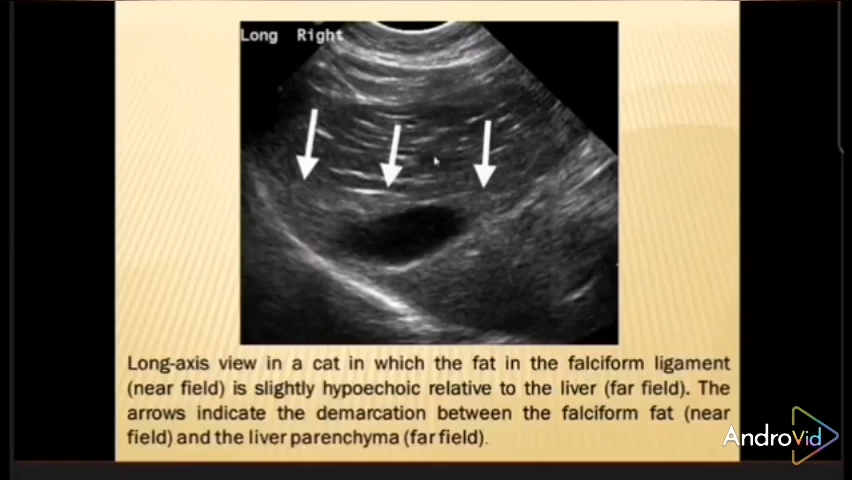 Long Right
Long-axis view in a cat in which the fat in the falciform ligament
(near field) is slightly hypoechoic relative to the liver (far field). The
arrows indicate the demarcation between the falciform fat (near
field) and the liver parenchyma (far field).
AndroVid